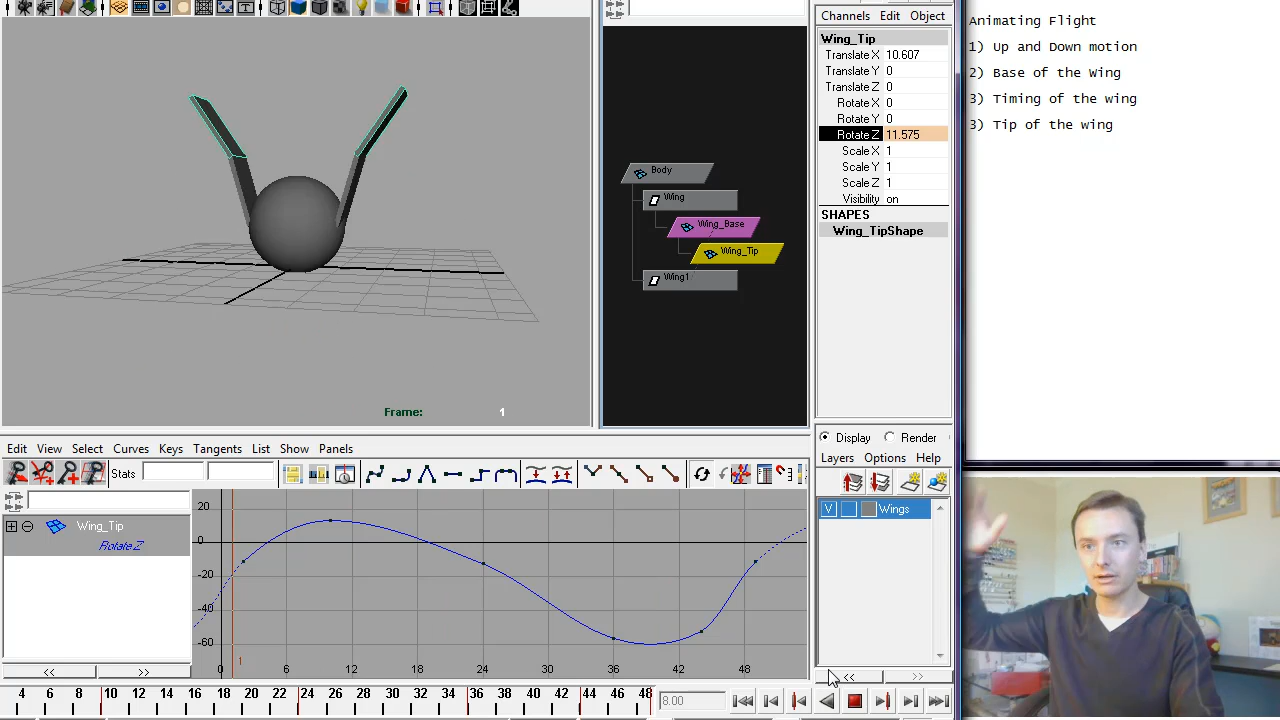 Channels Edit Object
Wing_Tip
Translate X 10.607
Translate Y 0
Translate Z 0
Rotate X 0
Rotate Y 0
Rotate Z 11.575
Scale X 1
Scale Y 1
Scale Z 1
Visibility on
SHAPES
Wing_TipShape
Animating Flight
1) Up and Down motion
2) Base of the Wing
3) Timing of the wing
3) Tip of the wing
Body
Wing
Wing_Base
Wing_Tip
Wing1
Frame: 1
Display Render
Layers Options Help
V Wings
Edit View Select Curves Keys Tangents List Show Panels
Stats
Wing_Tip
Rotate Z
20
0
-20
-40
-60
1
0 6 12 18 24 30 36 42 48
<< >>
<< >>
4 6 8 10 12 14 16 18 20 22 24 26 28 30 32 34 36 38 40 42 44 46 48
8.00